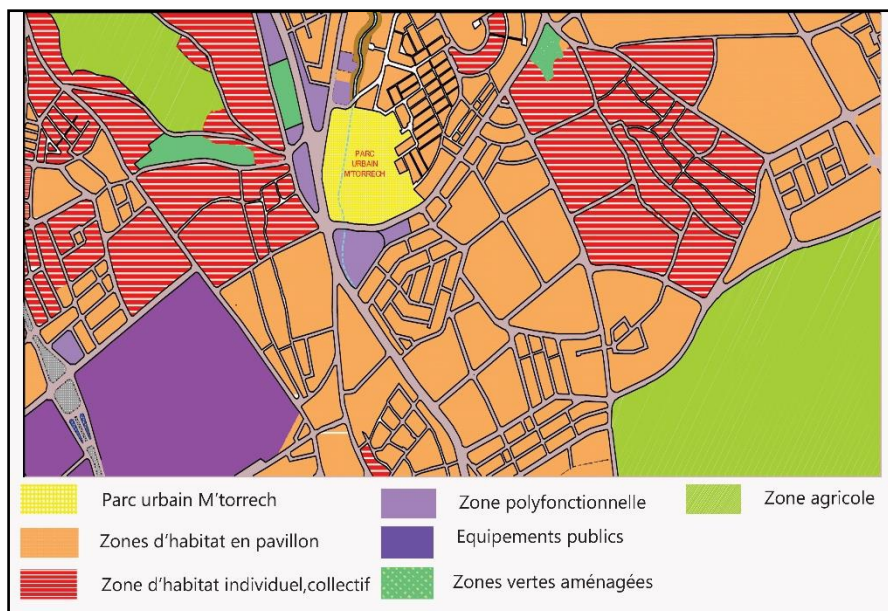 PARC
URBAIN
M'TORRECH
Parc urbain M'torrech
Zone polyfonctionnelle
Zone agricole
Zones d'habitat en pavillon
Equipements publics
Zone d'habitat individuel,collectif
Zones vertes aménagées